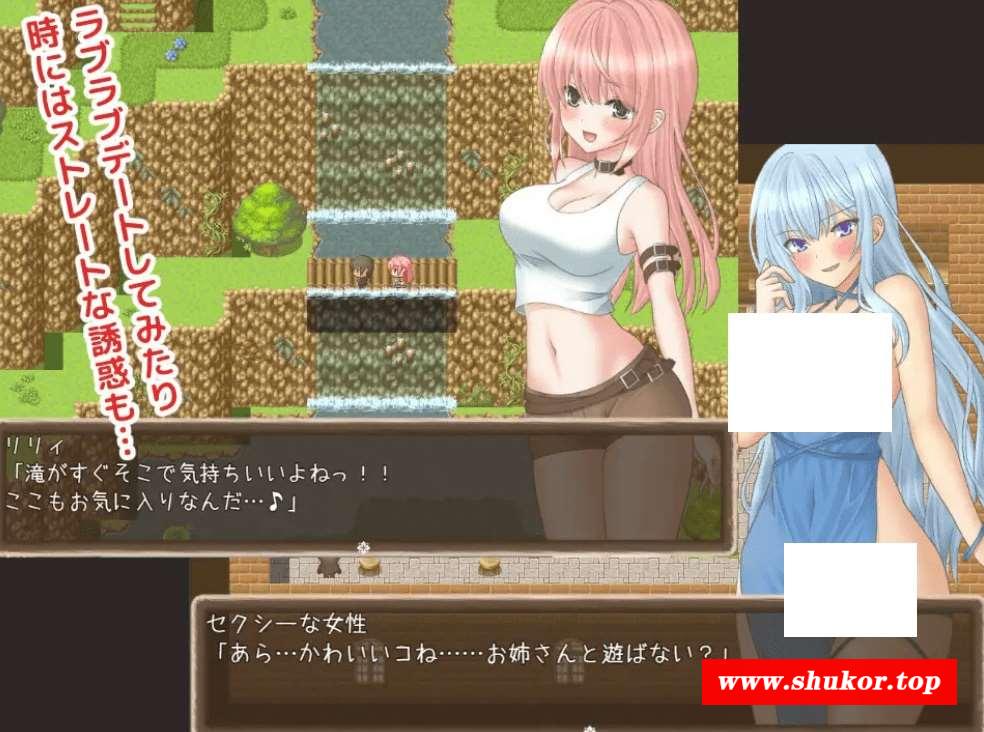 ラブラブデートしてみたり
時にはストレートな誘惑も…
リリィ
「滝がすぐそこで気持ちいいよねっ！！
ここもお気に入りなんだ…♪」
セクシーな女性
「あら…かわいいコね……お姉さんと遊ばない？」
www.shukor.top